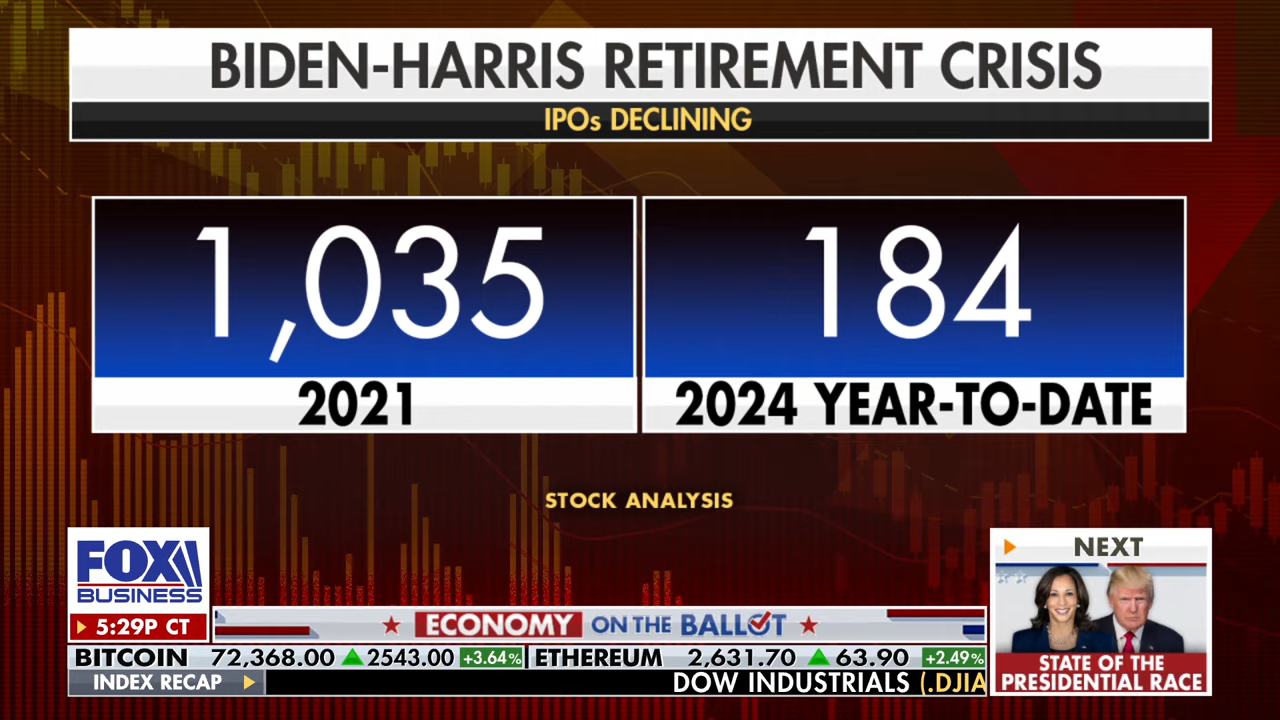 BIDEN-HARRIS RETIREMENT CRISIS
IPOs DECLINING
1,035
184
2021
2024 YEAR-TO-DATE
STOCK ANALYSIS
FOX
BUSINESS
5:29P CT
ECONOMY ON THE BALLOT
NEXT
STATE OF THE
PRESIDENTIAL RACE
BITCOIN 72,368.00 2543.00 +3.64% ETHEREUM 2,631.70 63.90 +2.49%
INDEX RECAP
DOW INDUSTRIALS (.DJIA